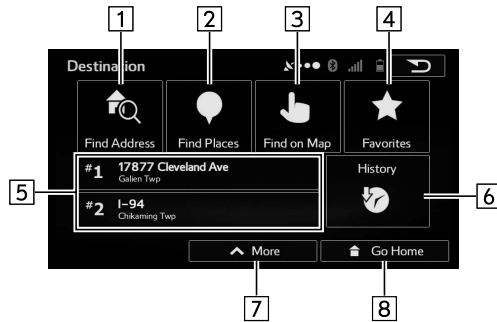 1 2 3 4
Destination
Find Address Find Places Find on Map Favorites
#1 17877 Cleveland Ave
Galien Twp
#2 I-94
Chikaming Twp
History
5
6
More Go Home
7 8